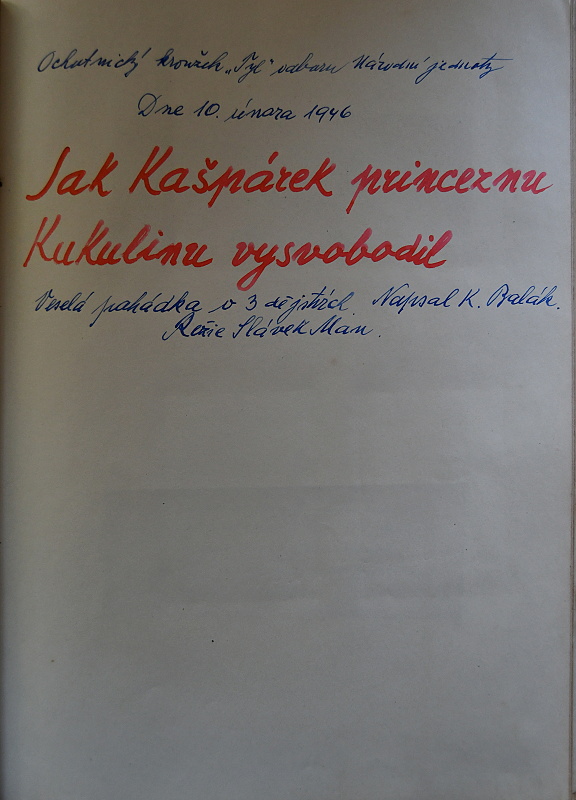 Ochotnický kroužek „Tyl“ odboru Národní jednoty
Dne 10. února 1946
Jak Kašpárek princeznu
Kukulinu vysvobodil
Veselá pohádka o 3 dějstvích. Napsal K. Balák.
Režie Slávek Man.